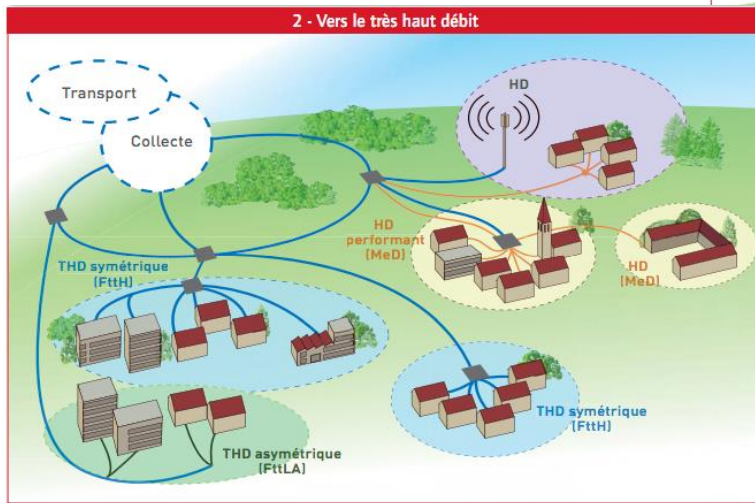 2 - Vers le très haut débit
Transport
Collecte
HD
HD
performant
(MeD)
HD
(MeD)
THD symétrique
(FttH)
THD symétrique
(FttH)
THD asymétrique
(FttLA)